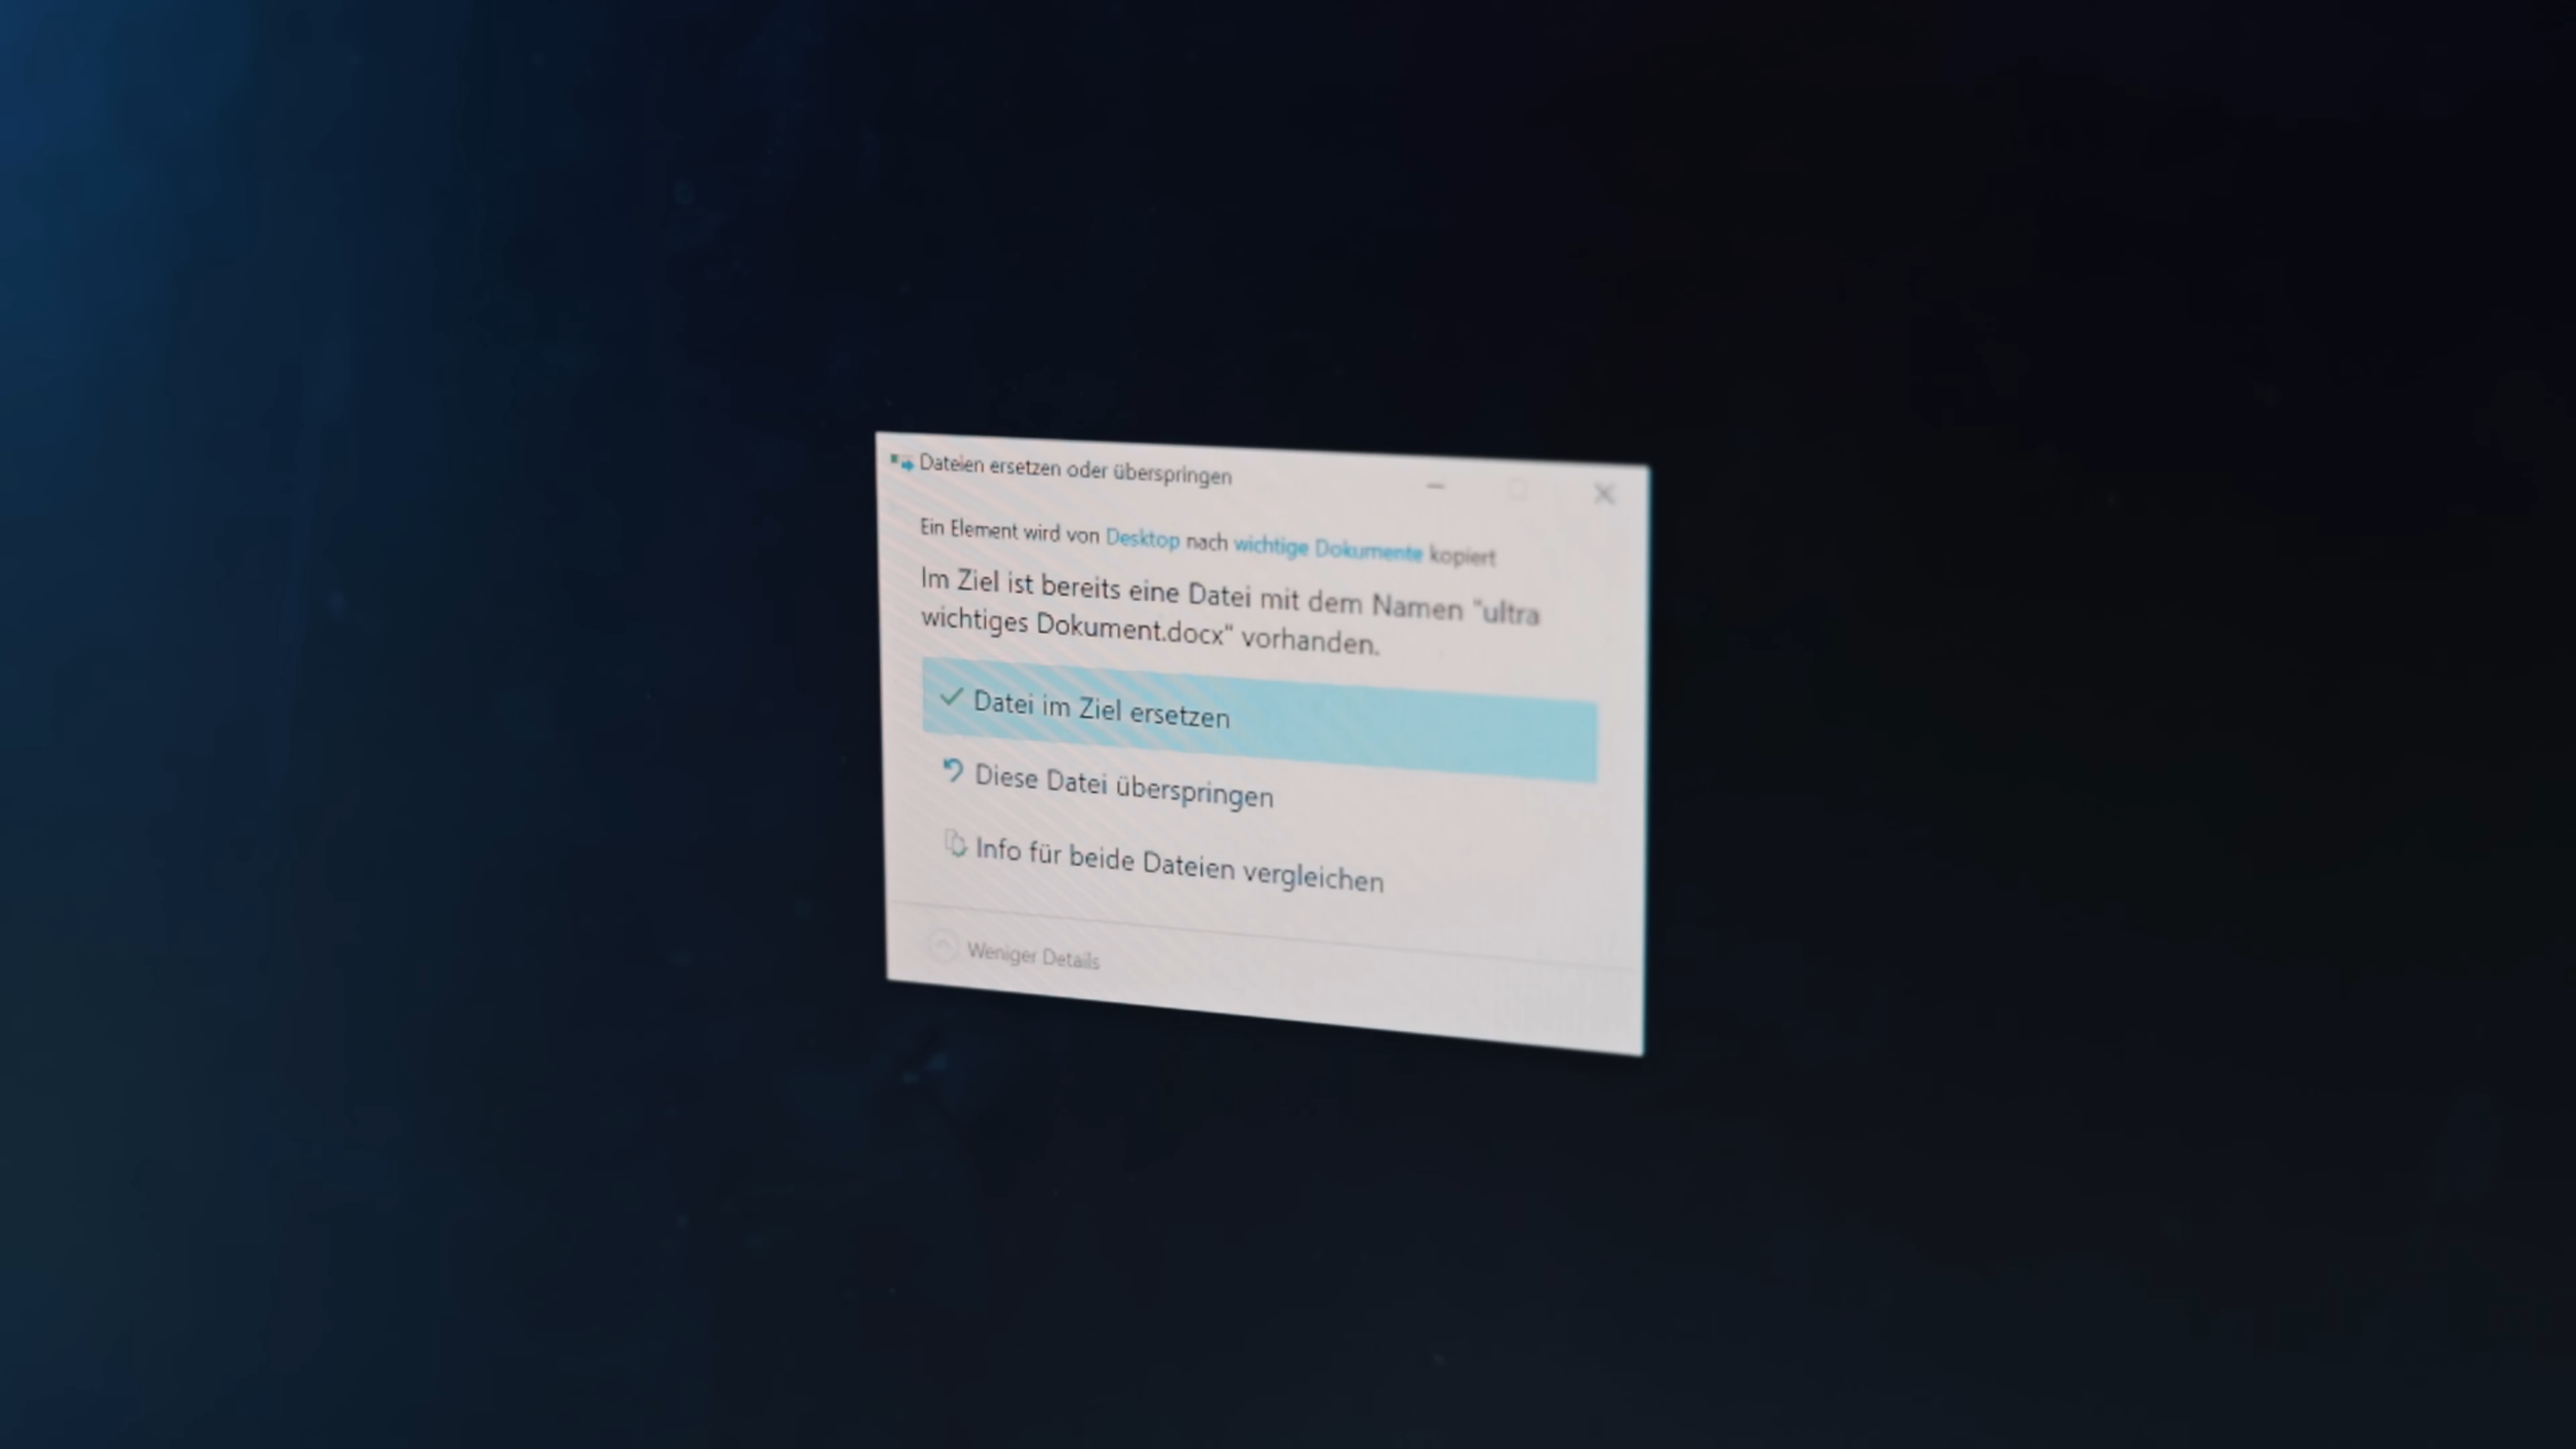 Dateien ersetzen oder überspringen
Ein Element wird von Desktop nach wichtige Dokumente kopiert
Im Ziel ist bereits eine Datei mit dem Namen "ultra
wichtiges Dokument.docx" vorhanden.
Datei im Ziel ersetzen
Diese Datei überspringen
Info für beide Dateien vergleichen
Weniger Details